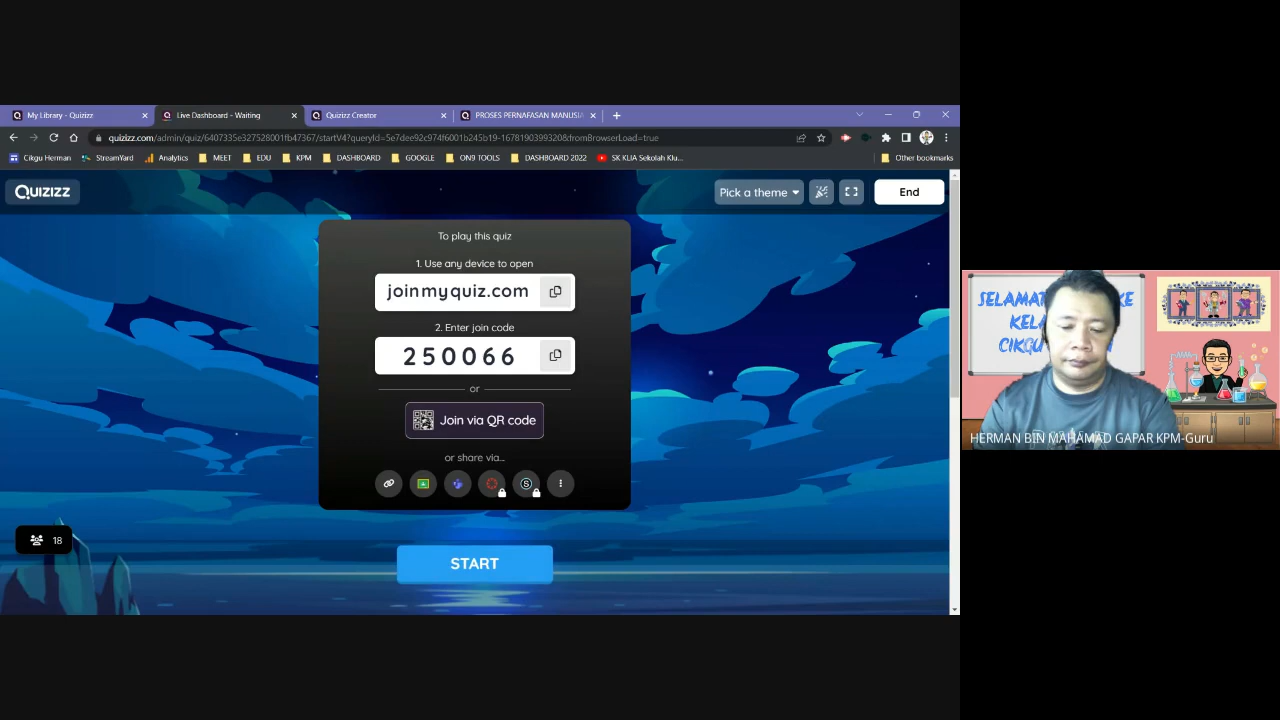 My Library - Quizizz
Live Dashboard - Waiting
Quizizz Creator
PROSES PERNAFASAN MANUSIA
quizizz.com/admin/quiz/6407335e327528001fb47367/startV4?queryId=5e7dee92c974f6001b245b19-1678190399320&fromBrowserLoad=true
Cikgu Herman
StreamYard
Analytics
MEET
EDU
KPM
DASHBOARD
GOOGLE
ON9 TOOLS
DASHBOARD 2022
SK KLIA Sekolah Klu...
Other bookmarks
QUIZIZZ
Pick a theme
End
To play this quiz
1. Use any device to open
joinmyquiz.com
2. Enter join code
250066
or
Join via QR code
or share via...
S
18
START
HERMAN BIN MAHAMAD GAPAR KPM-Guru